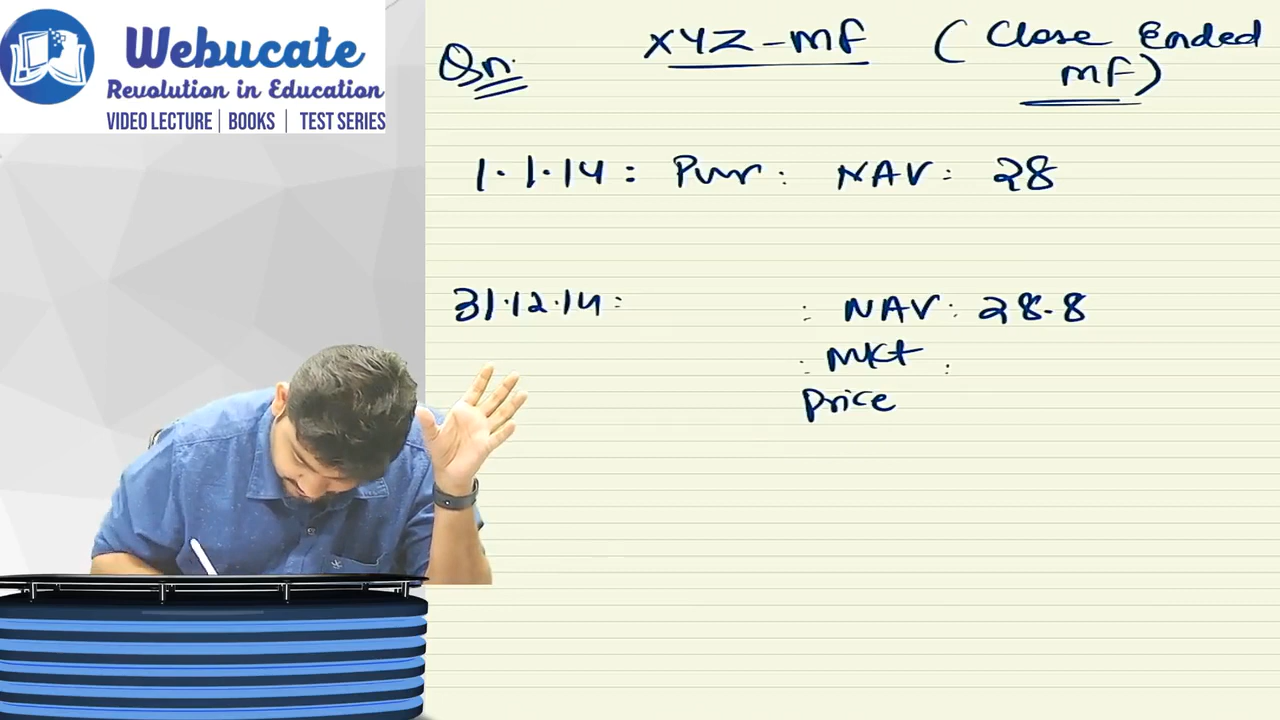 Webucate
Revolution in Education
VIDEO LECTURE | BOOKS | TEST SERIES
Qn.
XYZ-MF (Close Ended
MF)
1.1.14: Pur: NAV: 28
31.12.14: : NAV: 28.8
: Mkt :
Price